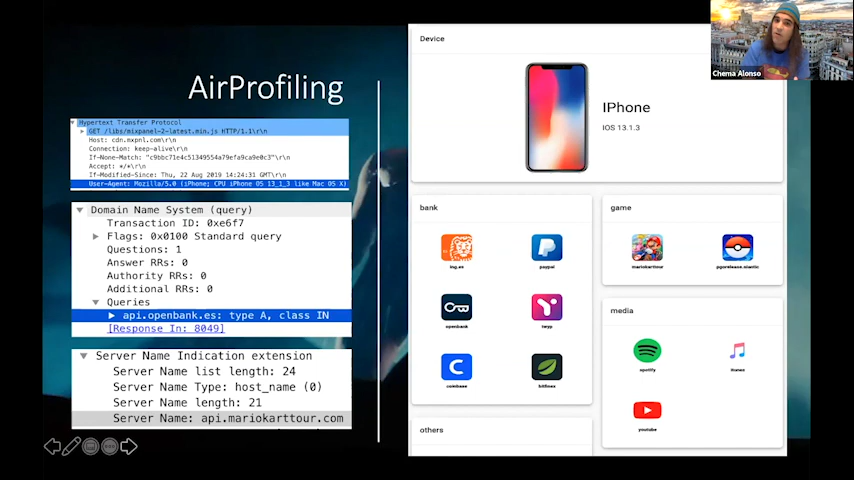 AirProfiling
Hypertext Transfer Protocol
GET /libs/mixpanel-2-latest.min.js HTTP/1.1\r\n
Host: cdn.mxpnl.com\r\n
Connection: keep-alive\r\n
If-None-Match: "c9bbc71e4c51349554a79efa9ca9e0c3"\r\n
Accept: */*\r\n
If-Modified-Since: Thu, 22 Aug 2019 14:24:31 GMT\r\n
User-Agent: Mozilla/5.0 (iPhone; CPU iPhone OS 13_1_3 like Mac OS X)
Domain Name System (query)
Transaction ID: 0xe6f7
Flags: 0x0100 Standard query
Questions: 1
Answer RRs: 0
Authority RRs: 0
Additional RRs: 0
Queries
api.openbank.es: type A, class IN
[Response In: 8049]
Server Name Indication extension
Server Name list length: 24
Server Name Type: host_name (0)
Server Name length: 21
Server Name: api.mariokarttour.com
Device
IPhone
IOS 13.1.3
bank
ing.es
paypal
openbank
twyp
coinbase
bitfinex
others
game
mariokarttour
pgorelease.niantic
media
spotify
itunes
youtube
Chema Alonso